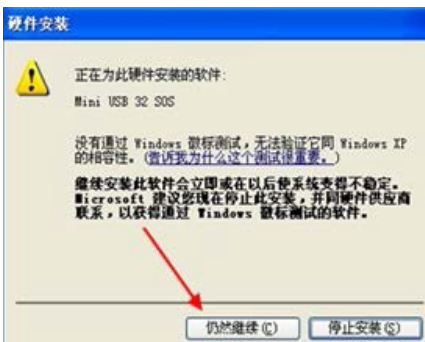 硬件安装
正在为此硬件安装的软件:
Mini USB 32 SOS
没有通过 Windows 徽标测试，无法验证它同 Windows XP
的相容性。(告诉我为什么这个测试很重要。)
继续安装此软件会立即或在以后使系统变得不稳定。
Microsoft 建议您现在停止此安装，并同硬件供应商
联系，以获得通过 Windows 徽标测试的软件。
仍然继续(C)
停止安装(S)